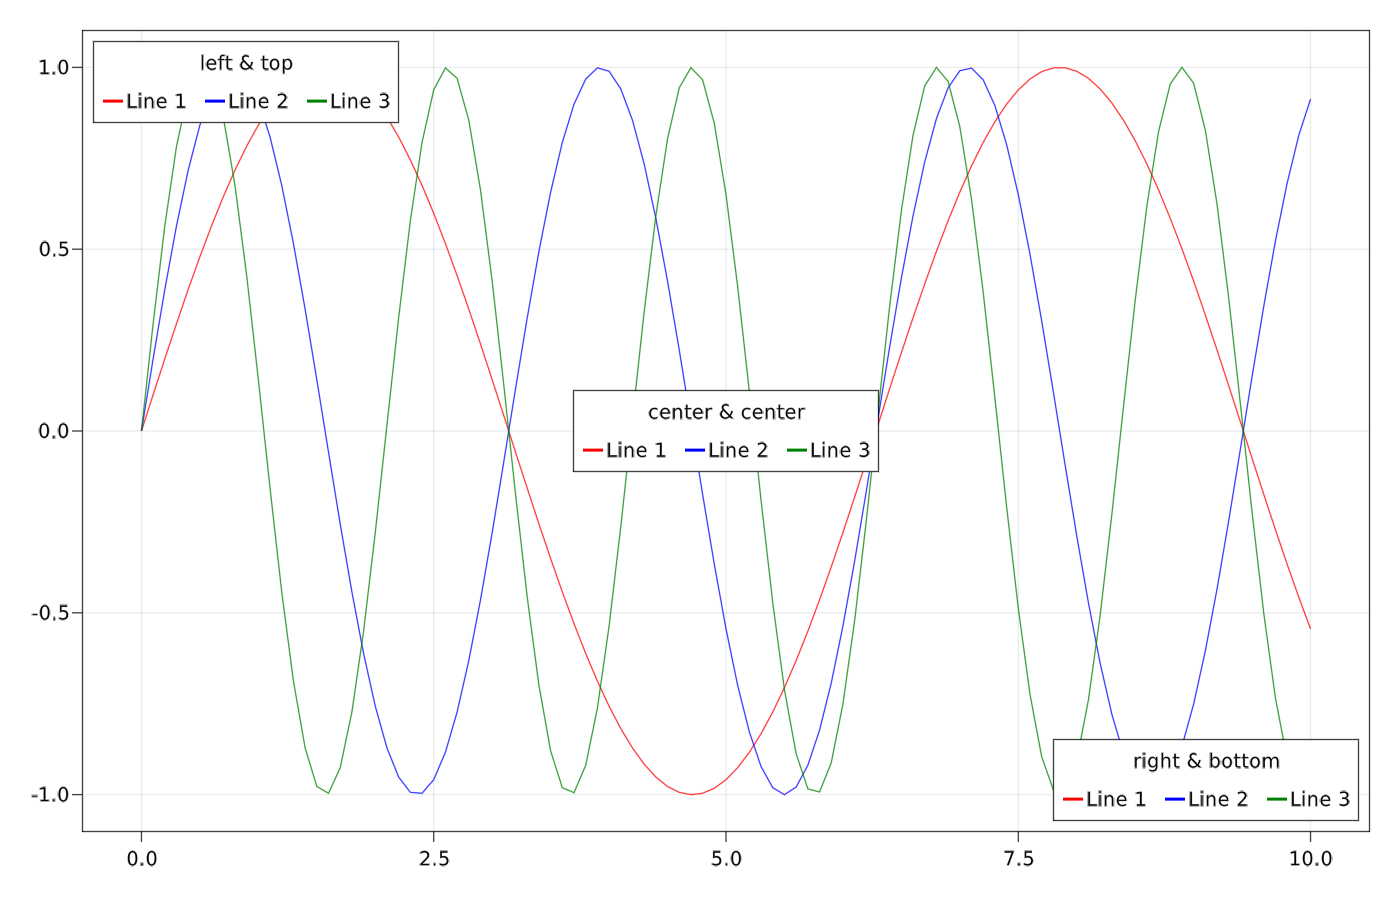 left & top
Line 1 Line 2 Line 3
1.0
0.5
center & center
0.0
Line 1 Line 2 Line 3
-0.5
right & bottom
-1.0
Line 1 Line 2 Line 3
0.0 2.5 5.0 7.5 10.0